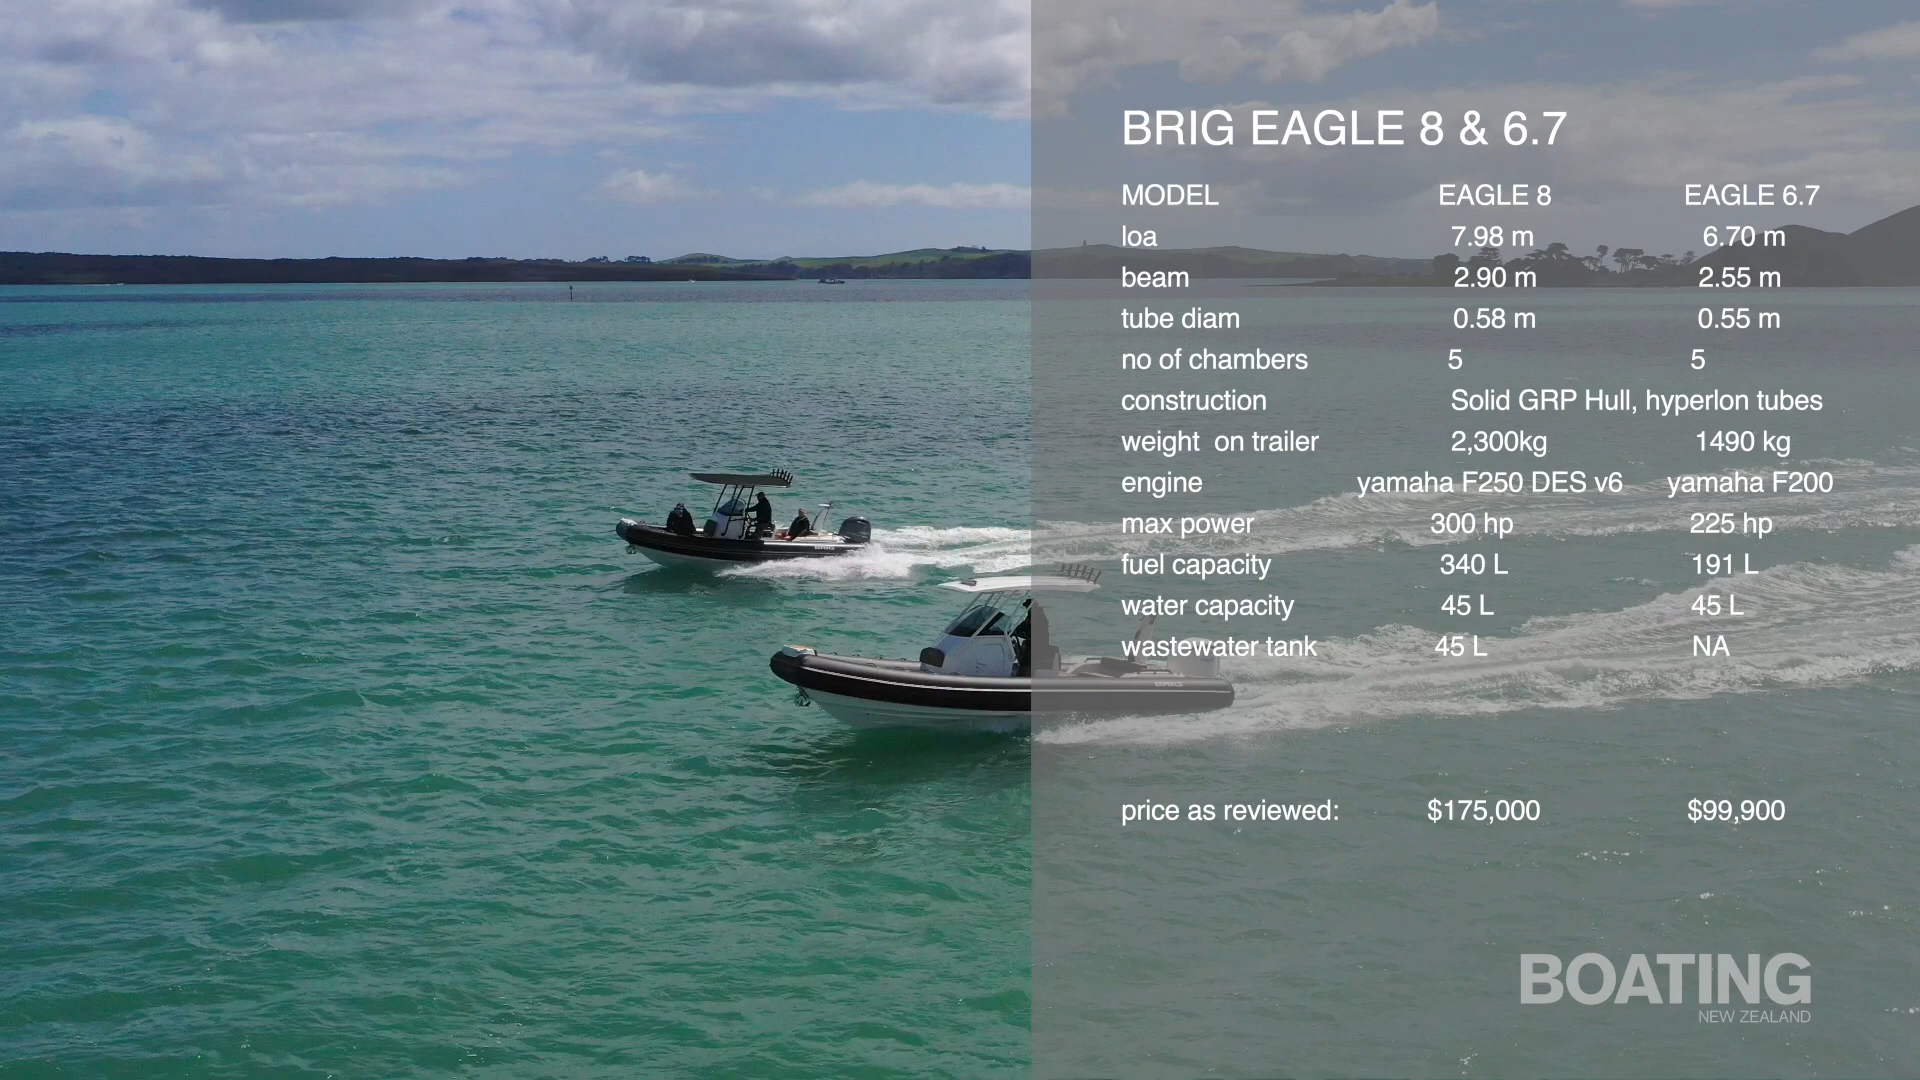 BRIG EAGLE 8 & 6.7
MODEL EAGLE 8 EAGLE 6.7
loa 7.98 m 6.70 m
beam 2.90 m 2.55 m
tube diam 0.58 m 0.55 m
no of chambers 5 5
construction Solid GRP Hull, hyperlon tubes
weight on trailer 2,300kg 1490 kg
engine yamaha F250 DES v6 yamaha F200
max power 300 hp 225 hp
fuel capacity 340 L 191 L
water capacity 45 L 45 L
wastewater tank 45 L NA
BRIG
BRIG
price as reviewed: $175,000 $99,900
BOATING
NEW ZEALAND